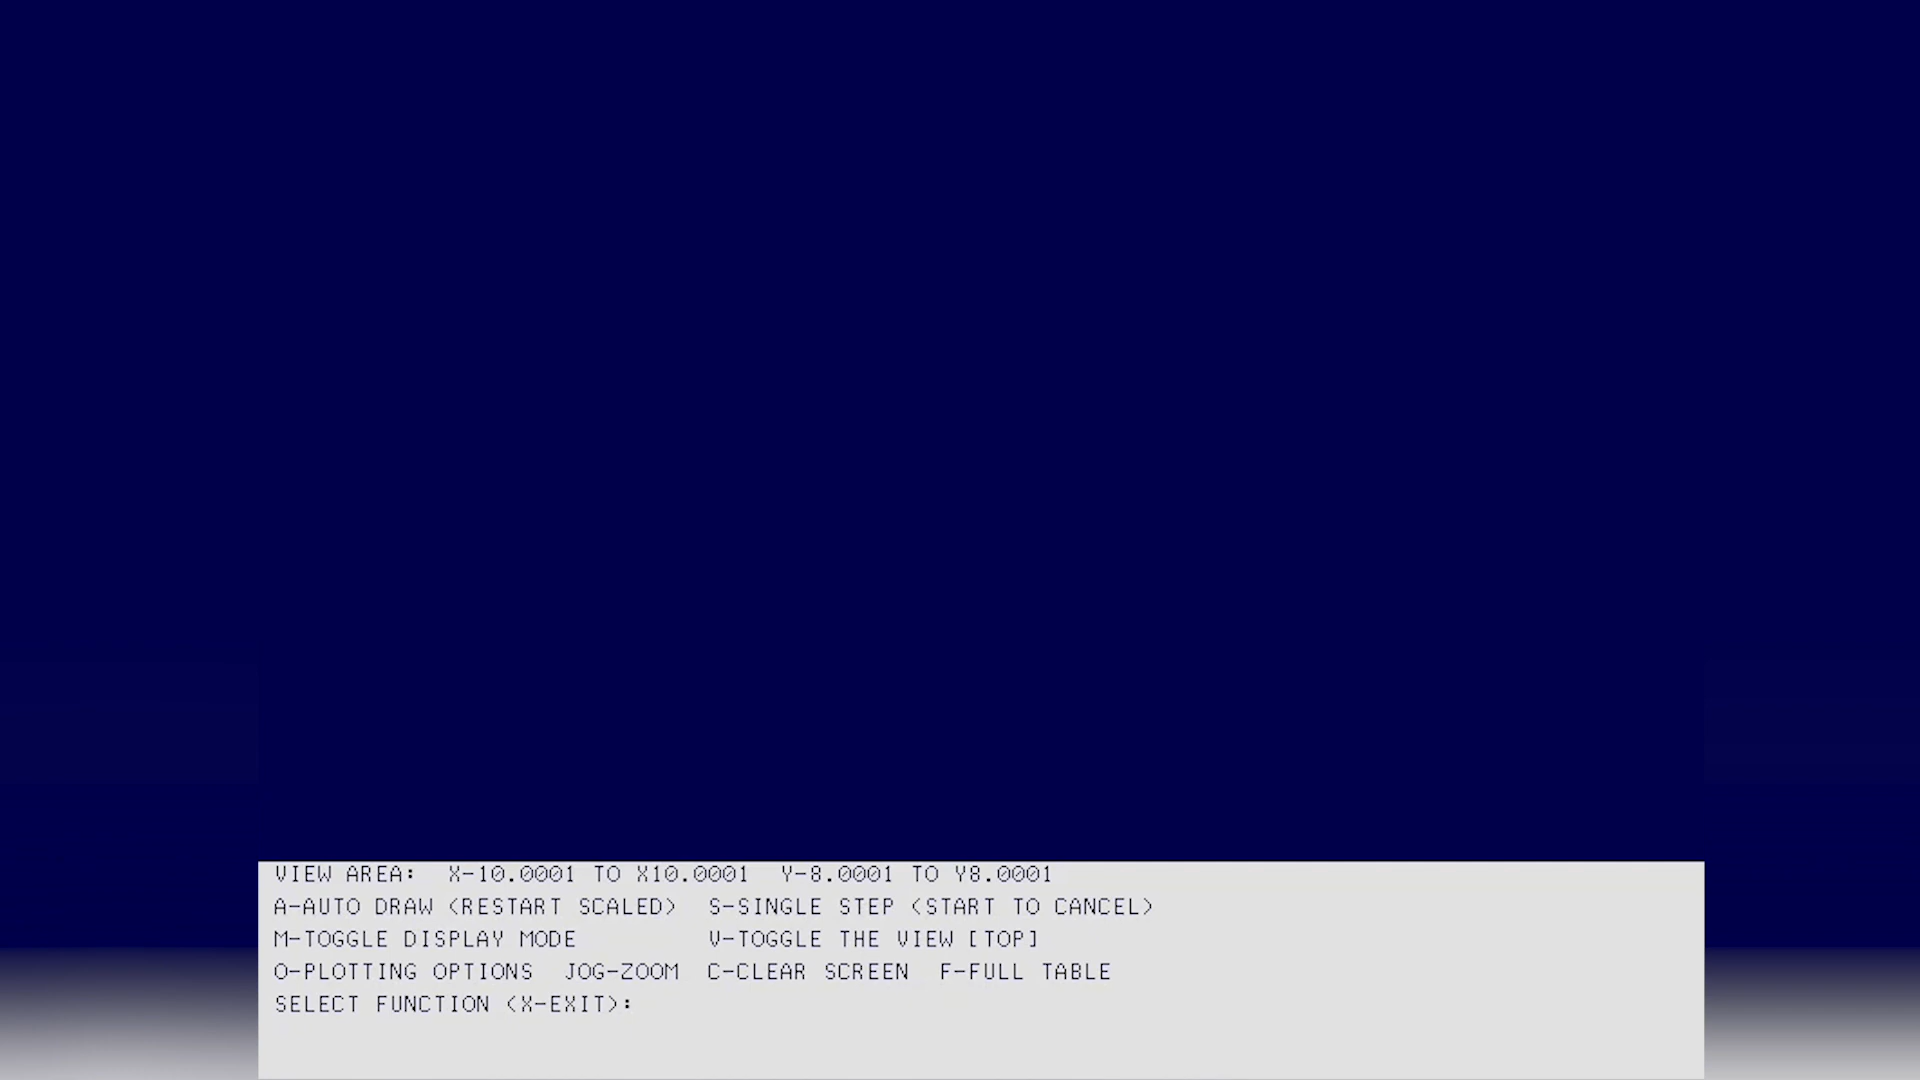 VIEW AREA:  X-10.0001 TO X10.0001  Y-8.0001 TO Y8.0001
A-AUTO DRAW (RESTART SCALED)  S-SINGLE STEP (START TO CANCEL)
M-TOGGLE DISPLAY MODE  V-TOGGLE THE VIEW [TOP]
O-PLOTTING OPTIONS  JOG-ZOOM  C-CLEAR SCREEN  F-FULL TABLE
SELECT FUNCTION (X-EXIT):